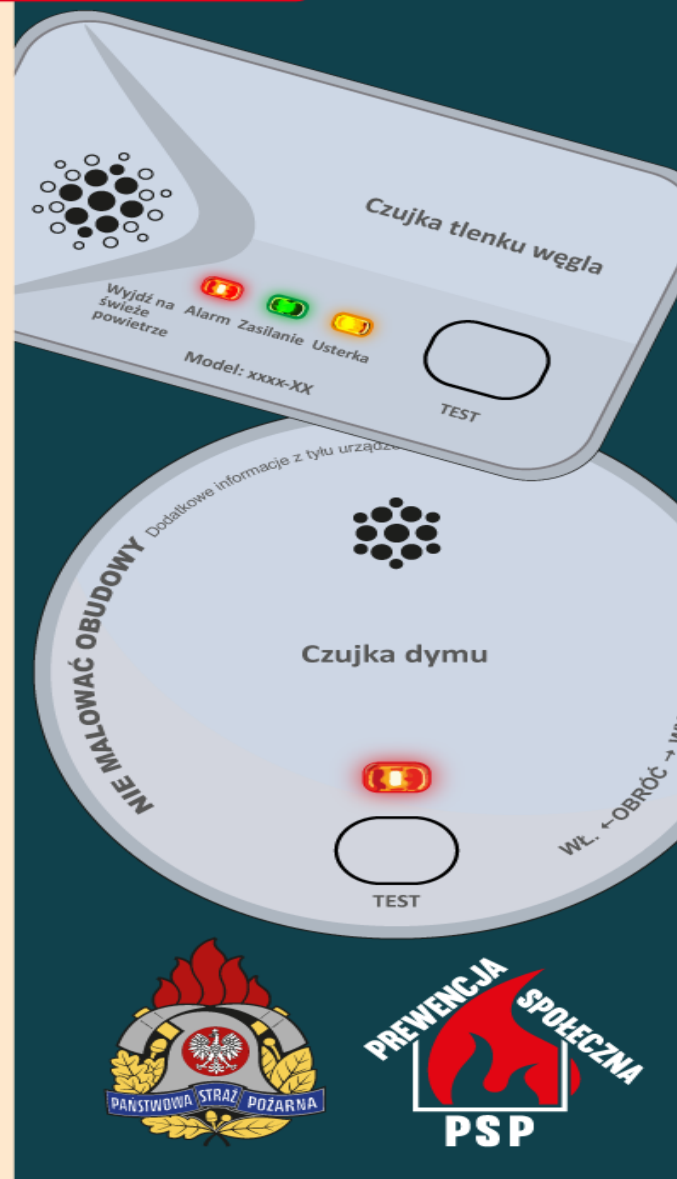 Czujka tlenku węgla
Wyjdź na
świeże
powietrze
Alarm Zasilanie Usterka
Model: xxxx-XX
TEST
Dodatkowe informacje z tyłu
NIE MALOWAĆ OBUDOWY
Czujka dymu
WŁ. ←OBRÓĆ →
TEST
PAŃSTWOWA STRAŻ POŻARNA
PREWENCJA
SPOŁECZNA
PSP